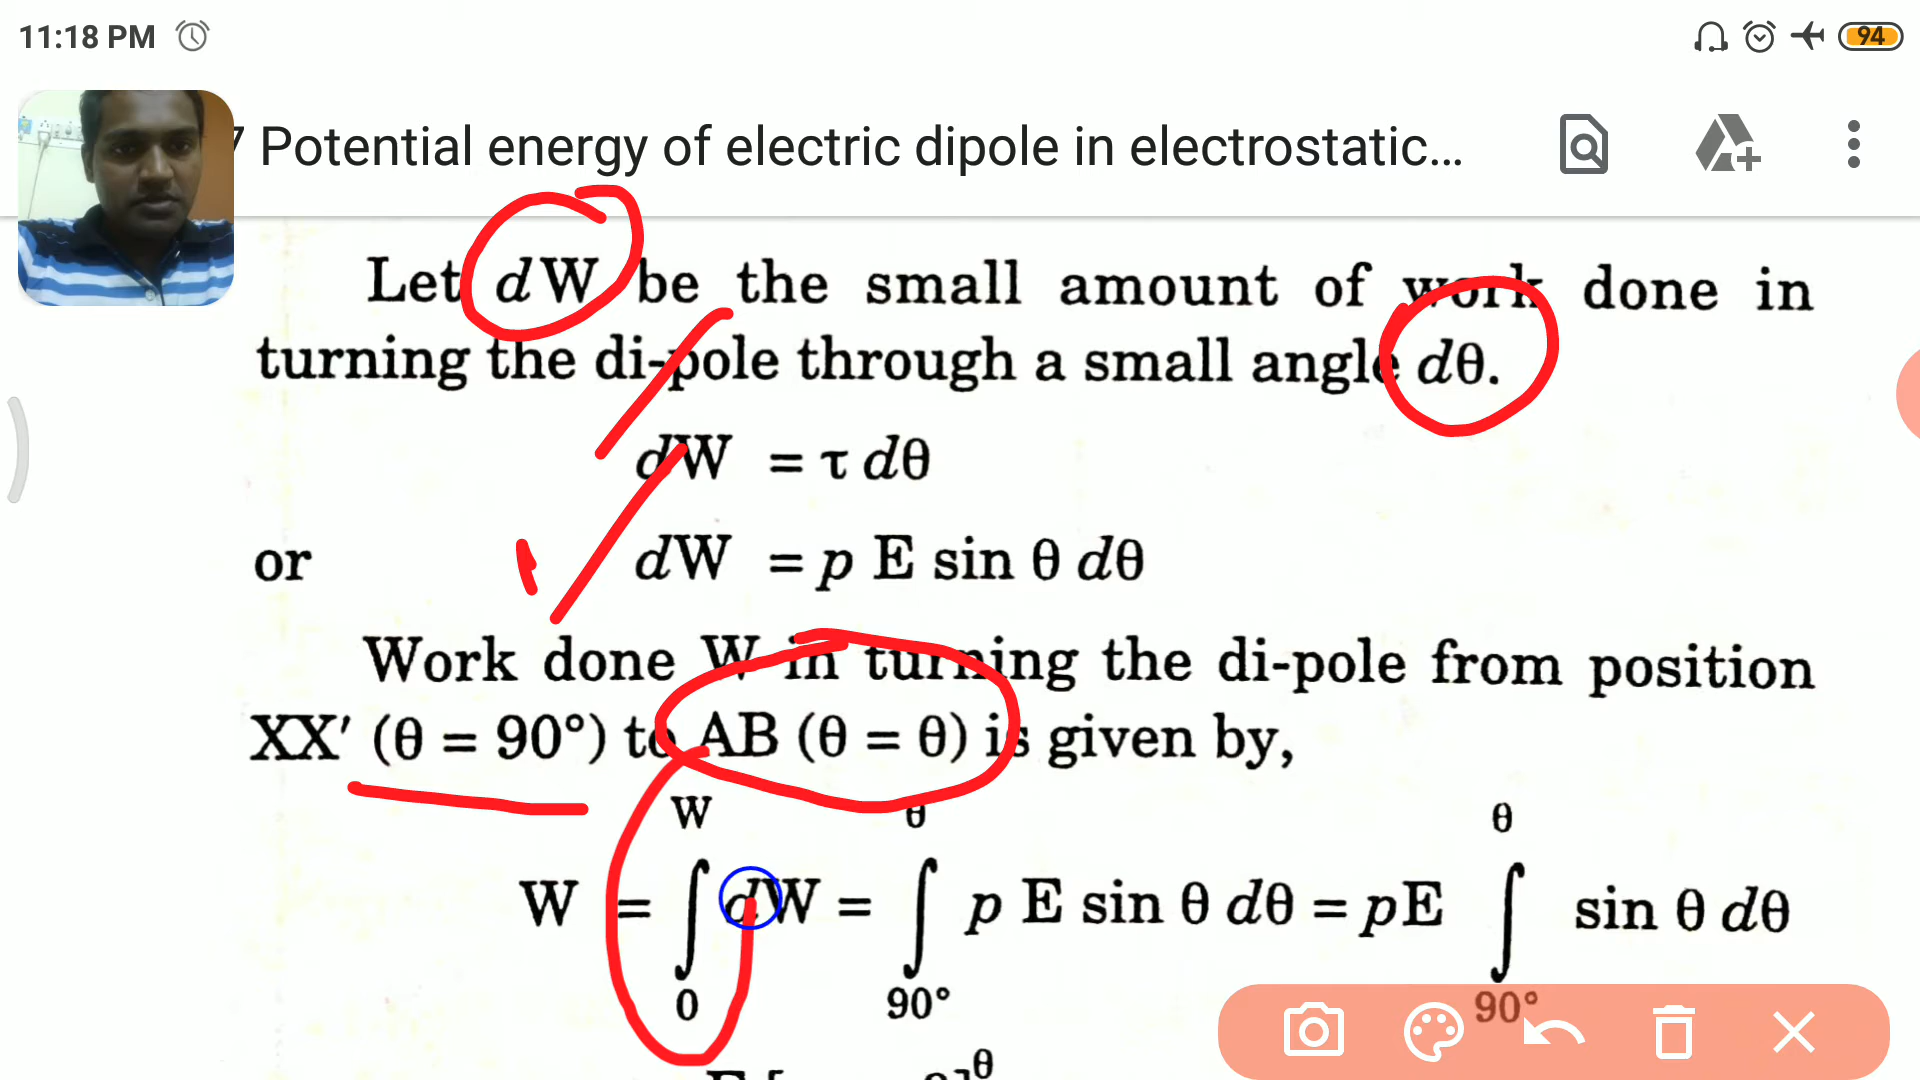 11:18 PM
94
7 Potential energy of electric dipole in electrostatic...
Let dW be the small amount of work done in
turning the di-pole through a small angle dθ.
dW = τ dθ
or dW = p E sin θ dθ
Work done W in turning the di-pole from position
XX′ (θ = 90°) to AB (θ = θ) is given by,
W θ θ
W = ∫ dW = ∫ p E sin θ dθ = pE ∫ sin θ dθ
0 90° 90°
θ